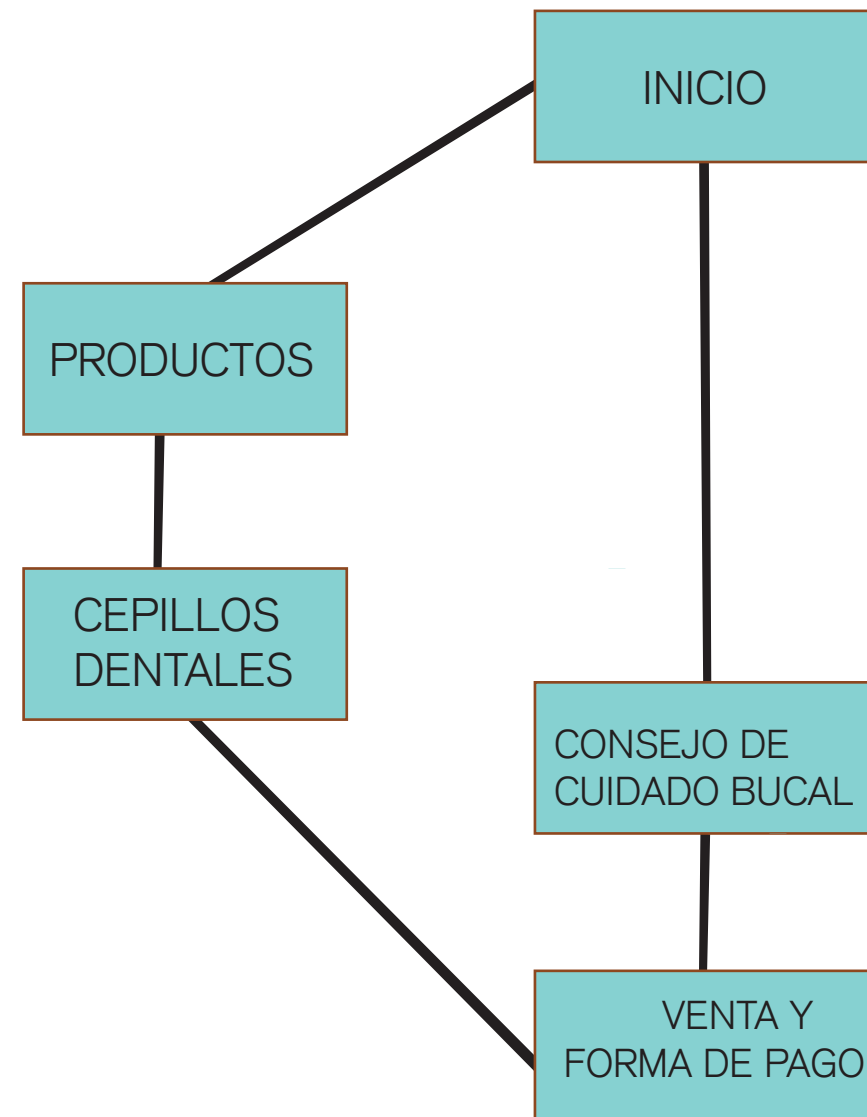 INICIO
PRODUCTOS
CEPILLOS
DENTALES
CONSEJO DE
CUIDADO BUCAL
VENTA Y
FORMA DE PAGO